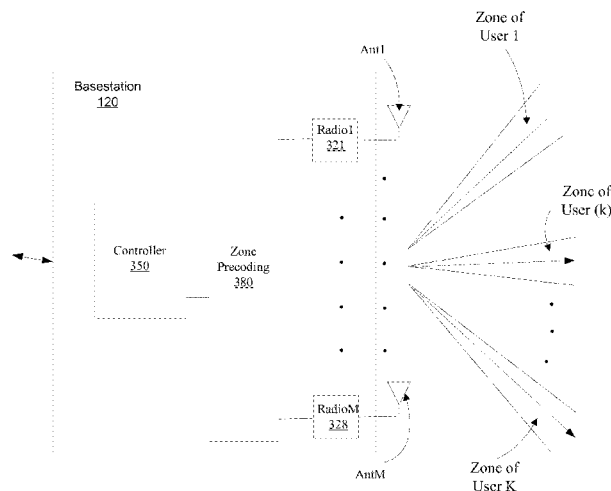 Zone of
User 1
Ant1
Basestation
120
Radio1
321
Zone of
User (k)
Controller
350
Zone
Precoding
380
RadioM
328
AntM
Zone of
User K